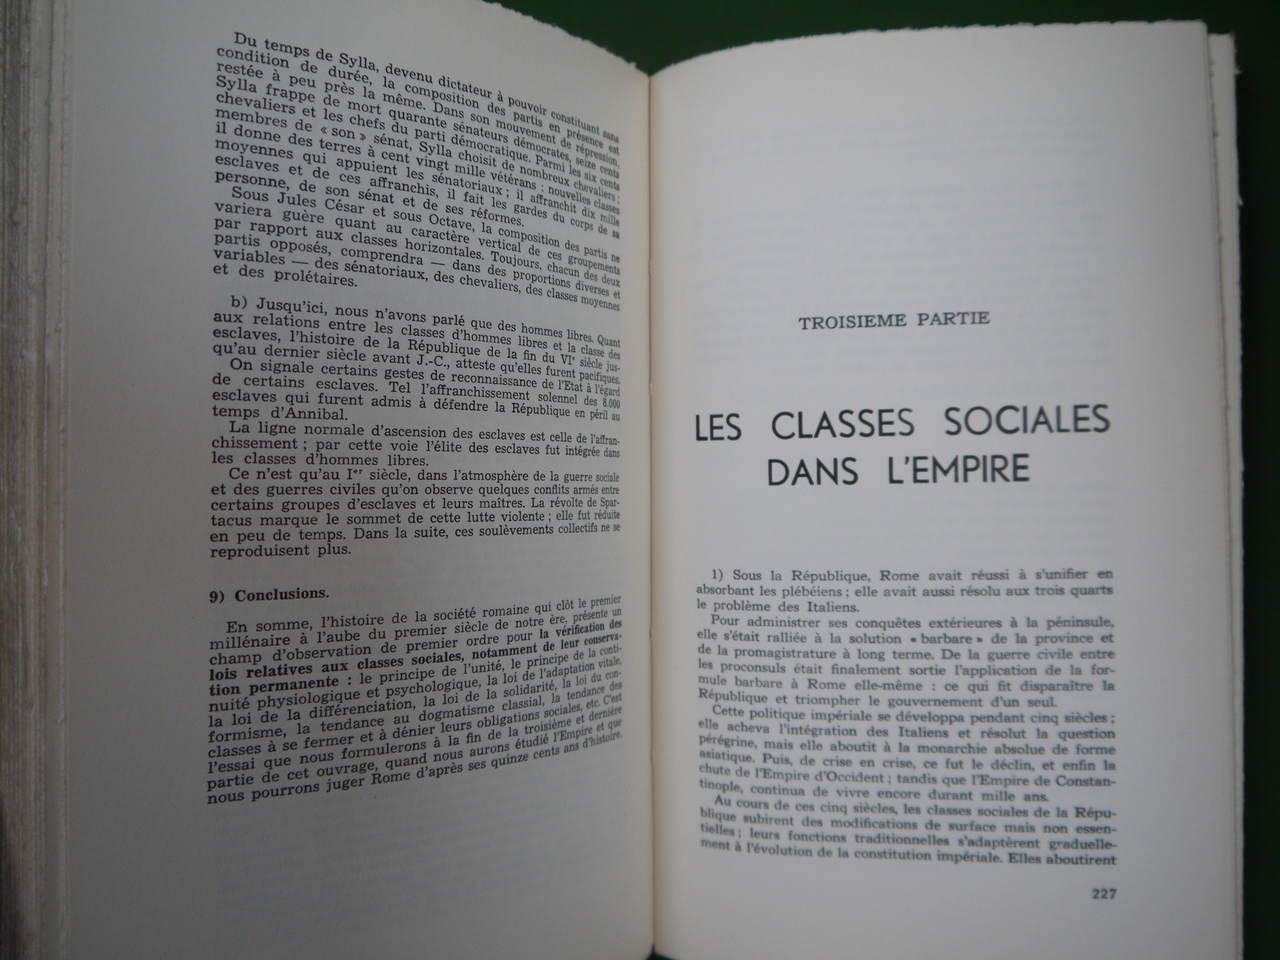 Du temps de Sylla, devenu dictateur à pouvoir constituant sans
condition de durée, la composition des partis en présence est
restée à peu près la même. Dans son mouvement de répression,
Sylla frappe de mort quarante sénateurs démocrates, seize cents
chevaliers et les chefs du parti démocratique. Parmi les six cents
membres de « son » sénat, Sylla choisit de nombreux chevaliers ;
il donne des terres à cent vingt mille vétérans : nouvelles classes
moyennes qui appuient les sénatoriaux ; il affranchit dix mille
esclaves et de ces affranchis, il fait les gardes du corps de sa
personne, de son sénat et de ses réformes.
Sous Jules César et sous Octave, la composition des partis ne
variera guère quant au caractère vertical de ces groupements
par rapport aux classes horizontales. Toujours, chacun des deux
partis opposés, comprendra — dans des proportions diverses et
variables — des sénatoriaux, des chevaliers, des classes moyennes
et des prolétaires.
b) Jusqu'ici, nous n'avons parlé que des hommes libres. Quant
aux relations entre les classes d'hommes libres et la classe des
esclaves, l'histoire de la République de la fin du VIe siècle jus-
qu'au dernier siècle avant J.-C., atteste qu'elles furent pacifiques.
On signale certains gestes de reconnaissance de l'Etat à l'égard
de certains esclaves. Tel l'affranchissement solennel des 8.000
esclaves qui furent admis à défendre la République en péril au
temps d'Annibal.
La ligne normale d'ascension des esclaves est celle de l'affran-
chissement ; par cette voie l'élite des esclaves fut intégrée dans
les classes d'hommes libres.
Ce n'est qu'au Ier siècle, dans l'atmosphère de la guerre sociale
et des guerres civiles qu'on observe quelques conflits armés entre
certains groupes d'esclaves et leurs maîtres. La révolte de Spar-
tacus marque le sommet de cette lutte violente ; elle fut réduite
en peu de temps. Dans la suite, ces soulèvements collectifs ne se
reproduisent plus.
9) Conclusions.
En somme, l'histoire de la société romaine qui clôt le premier
millénaire à l'aube du premier siècle de notre ère, présente un
champ d'observation de premier ordre pour la vérification des
lois relatives aux classes sociales, notamment de leur conserva-
tion permanente : le principe de l'unité, le principe de la conti-
nuité physiologique et psychologique, la loi de l'adaptation vitale,
la loi de la différenciation, la loi de la solidarité, la loi du con-
formisme, la tendance au dogmatisme classial, la tendance des
classes à se fermer et à dénier leurs obligations sociales, etc. C'est
l'essai que nous formulerons à la fin de la troisième et dernière
partie de cet ouvrage, quand nous aurons étudié l'Empire et que
nous pourrons juger Rome d'après ses quinze cents ans d'histoire.
TROISIEME PARTIE
LES CLASSES SOCIALES
DANS L'EMPIRE
1) Sous la République, Rome avait réussi à s'unifier en
absorbant les plébéiens ; elle avait aussi résolu aux trois quarts
le problème des Italiens.
Pour administrer ses conquêtes extérieures à la péninsule,
elle s'était ralliée à la solution « barbare » de la province et
de la promagistrature à long terme. De la guerre civile entre
les proconsuls était finalement sortie l'application de la for-
mule barbare à Rome elle-même : ce qui fit disparaître la
République et triompher le gouvernement d'un seul.
Cette politique impériale se développa pendant cinq siècles ;
elle acheva l'intégration des Italiens et résolut la question
pérégrine, mais elle aboutit à la monarchie absolue de forme
asiatique. Puis, de crise en crise, ce fut le déclin, et enfin la
chute de l'Empire d'Occident ; tandis que l'Empire de Constan-
tinople, continua de vivre encore durant mille ans.
Au cours de ces cinq siècles, les classes sociales de la Répu-
blique subirent des modifications de surface mais non essen-
tielles ; leurs fonctions traditionnelles s'adaptèrent graduelle-
ment à l'évolution de la constitution impériale. Elles aboutirent
227